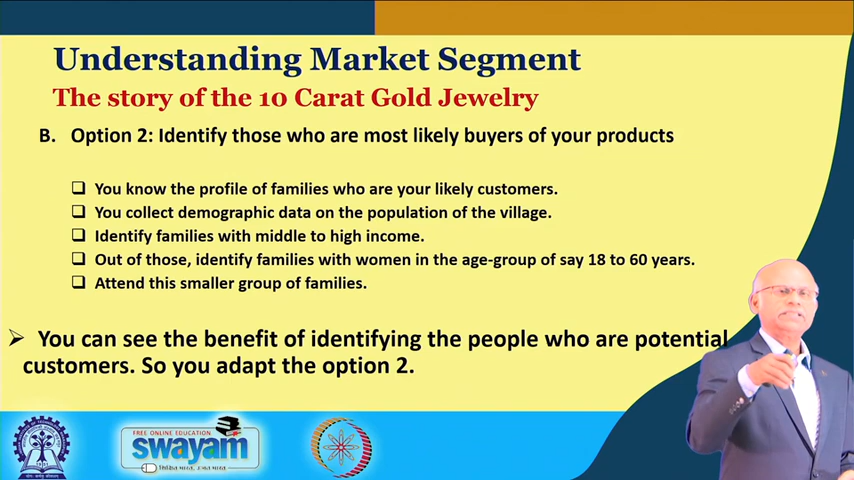 Understanding Market Segment
The story of the 10 Carat Gold Jewelry
B. Option 2: Identify those who are most likely buyers of your products
❑ You know the profile of families who are your likely customers.
❑ You collect demographic data on the population of the village.
❑ Identify families with middle to high income.
❑ Out of those, identify families with women in the age-group of say 18 to 60 years.
❑ Attend this smaller group of families.
➢ You can see the benefit of identifying the people who are potential
customers. So you adapt the option 2.
FREE ONLINE EDUCATION
swayam
शिक्षित भारत, उन्नत भारत